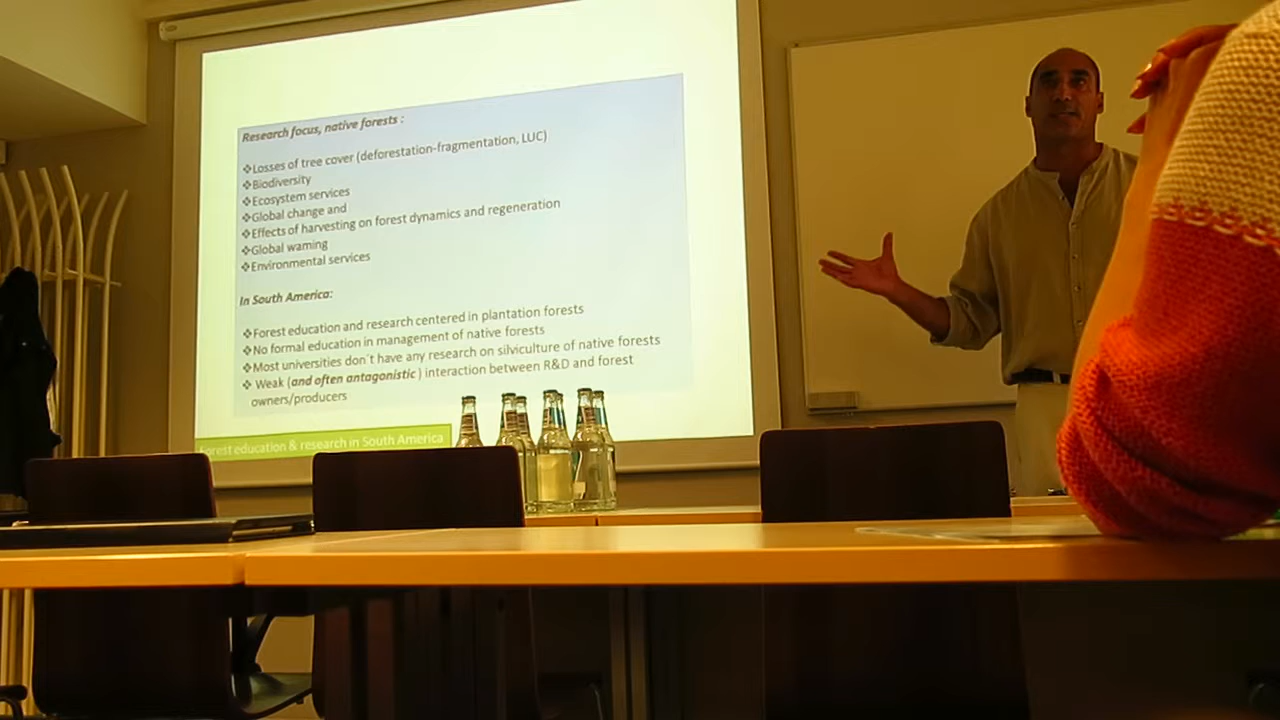 Research focus, native forests :
❖Losses of tree cover (deforestation-fragmentation, LUC)
❖Biodiversity
❖Ecosystem services
❖Global change and
❖Effects of harvesting on forest dynamics and regeneration
❖Global waming
❖Environmental services
In South America:
❖Forest education and research centered in plantation forests
❖No formal education in management of native forests
❖Most universities don´t have any research on silviculture of native forests
❖ Weak (and often antagonistic ) interaction between R&D and forest
owners/producers
Forest education & research in South America